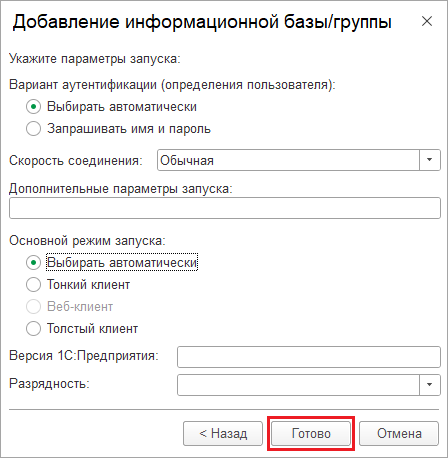 Добавление информационной базы/группы
Укажите параметры запуска:
Вариант аутентификации (определения пользователя):
Выбирать автоматически
Запрашивать имя и пароль
Скорость соединения: Обычная
Дополнительные параметры запуска:
Основной режим запуска:
Выбирать автоматически
Тонкий клиент
Веб-клиент
Толстый клиент
Версия 1С:Предприятия:
Разрядность:
< Назад Готово Отмена